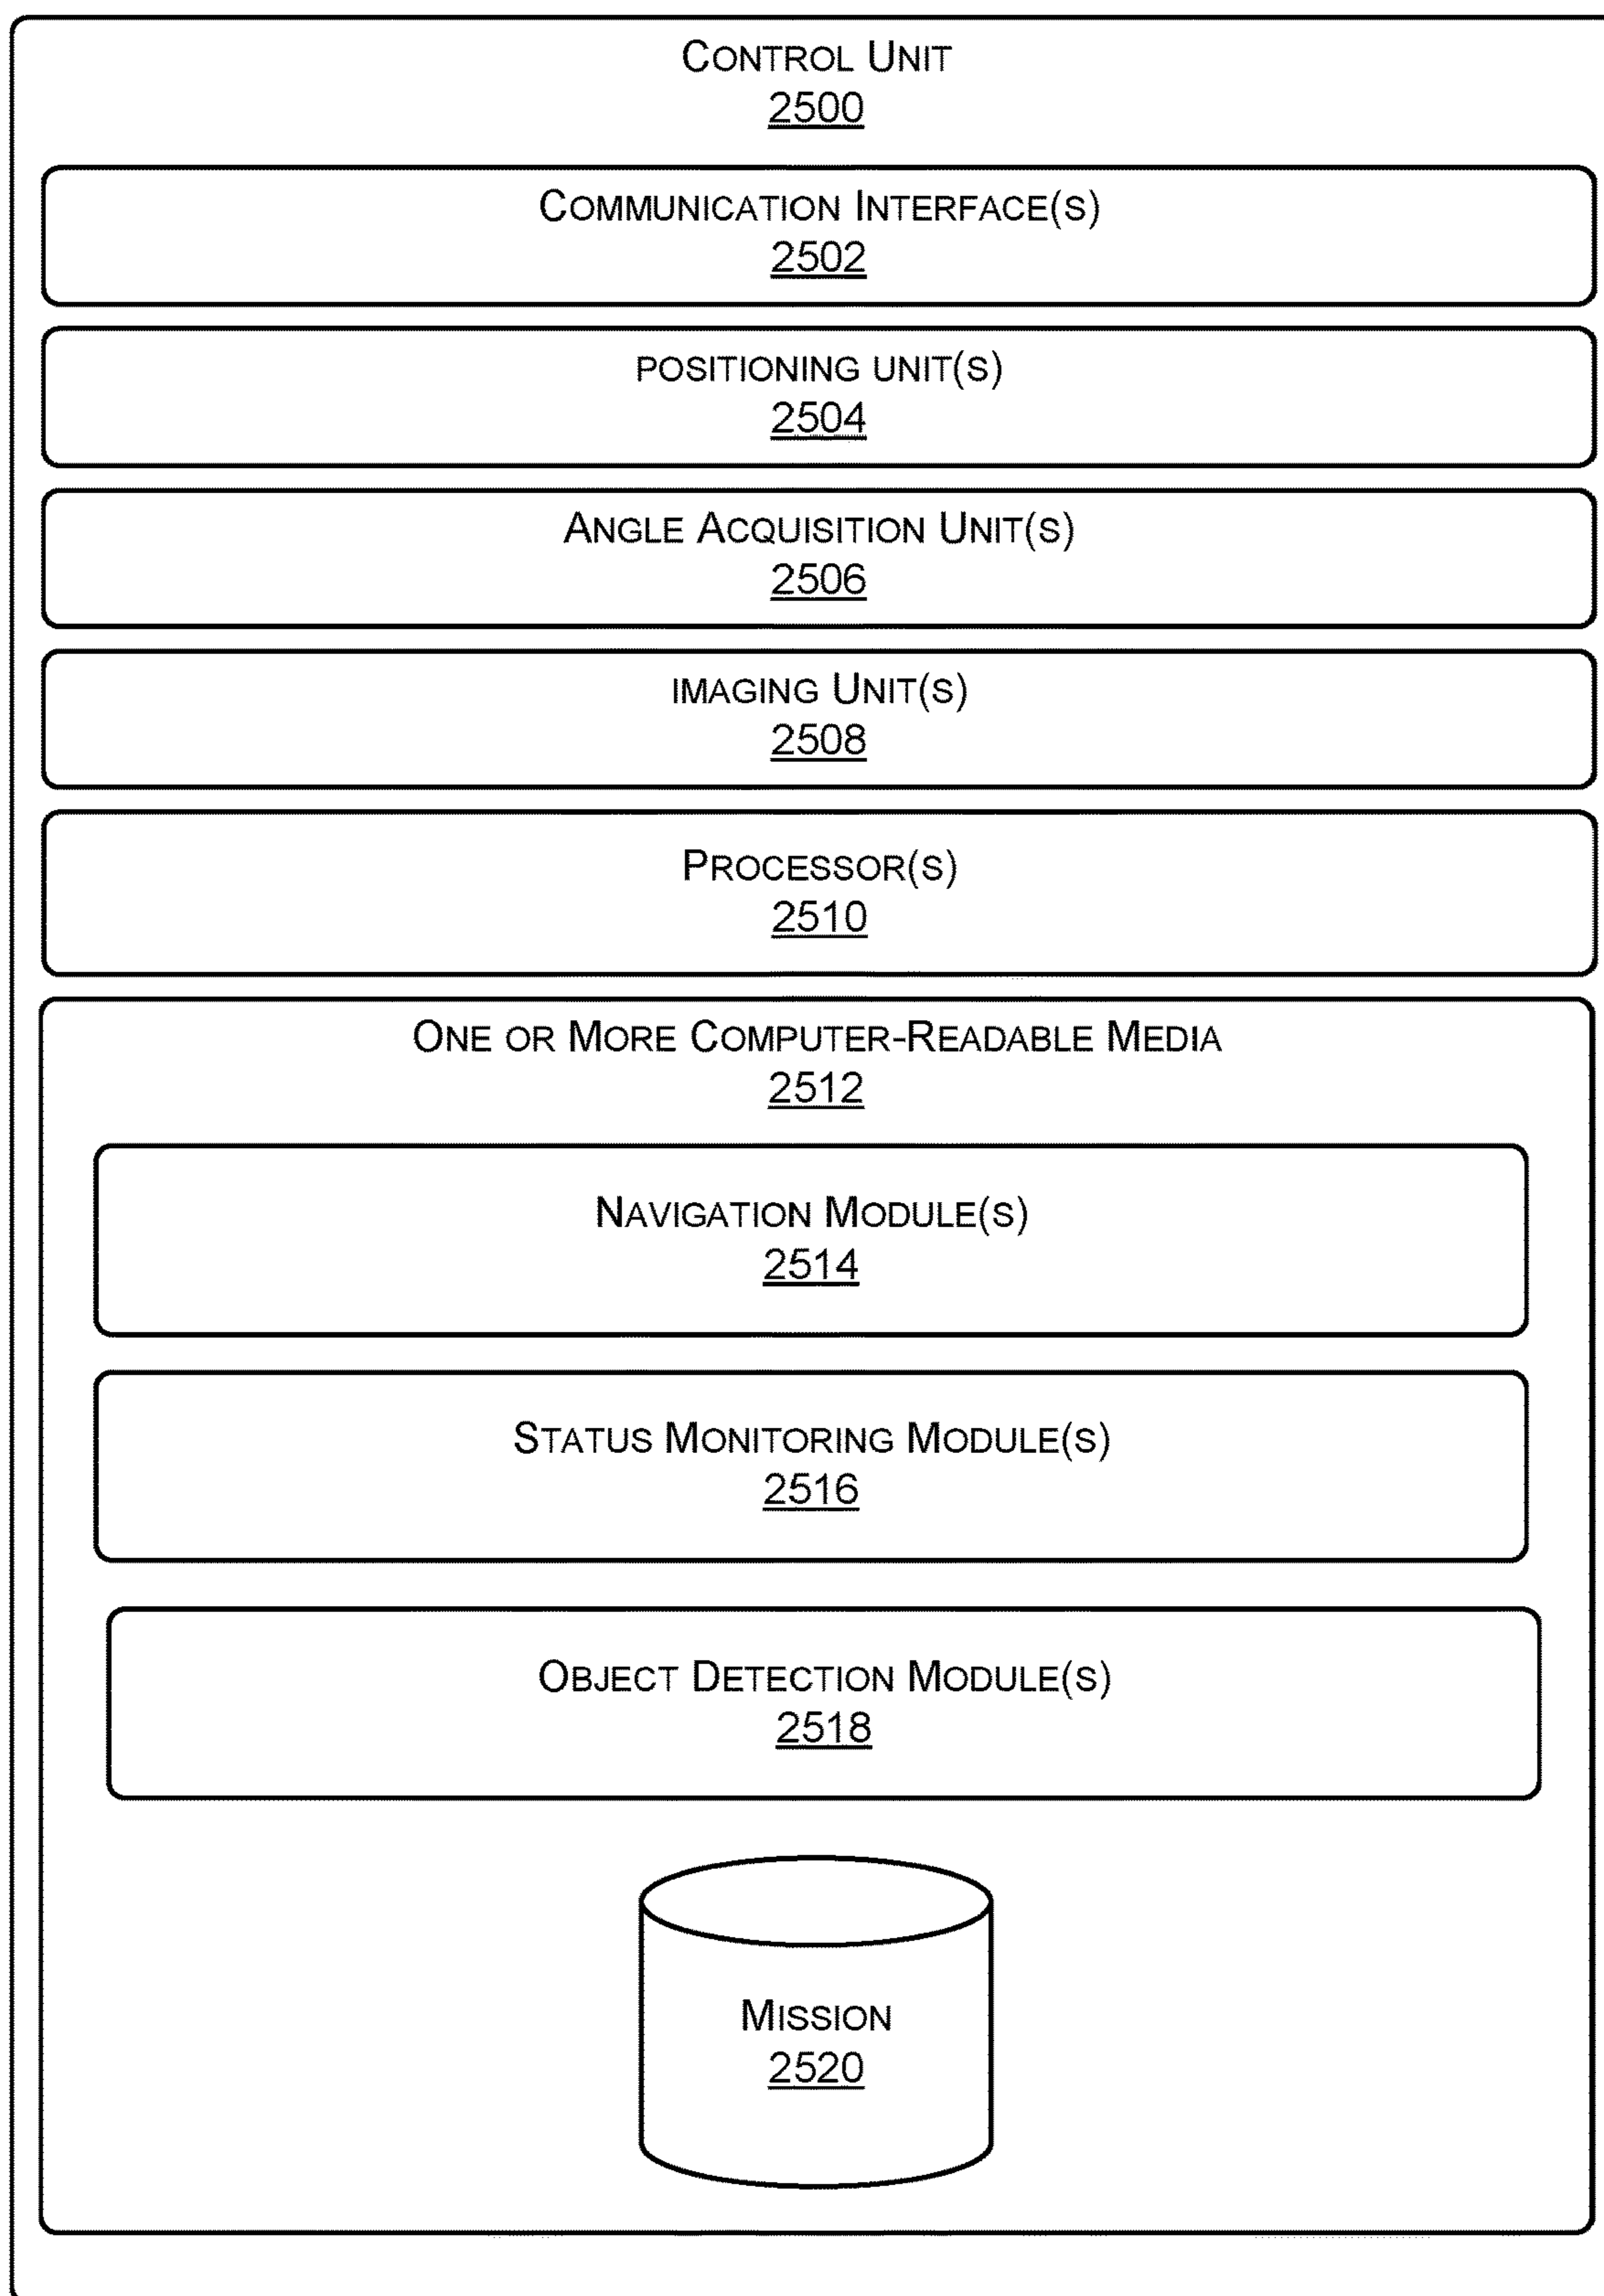 Control Unit
2500
Communication Interface(s)
2502
positioning unit(s)
2504
Angle Acquisition Unit(s)
2506
imaging Unit(s)
2508
Processor(s)
2510
One or More Computer-Readable Media
2512
Navigation Module(s)
2514
Status Monitoring Module(s)
2516
Object Detection Module(s)
2518
Mission
2520